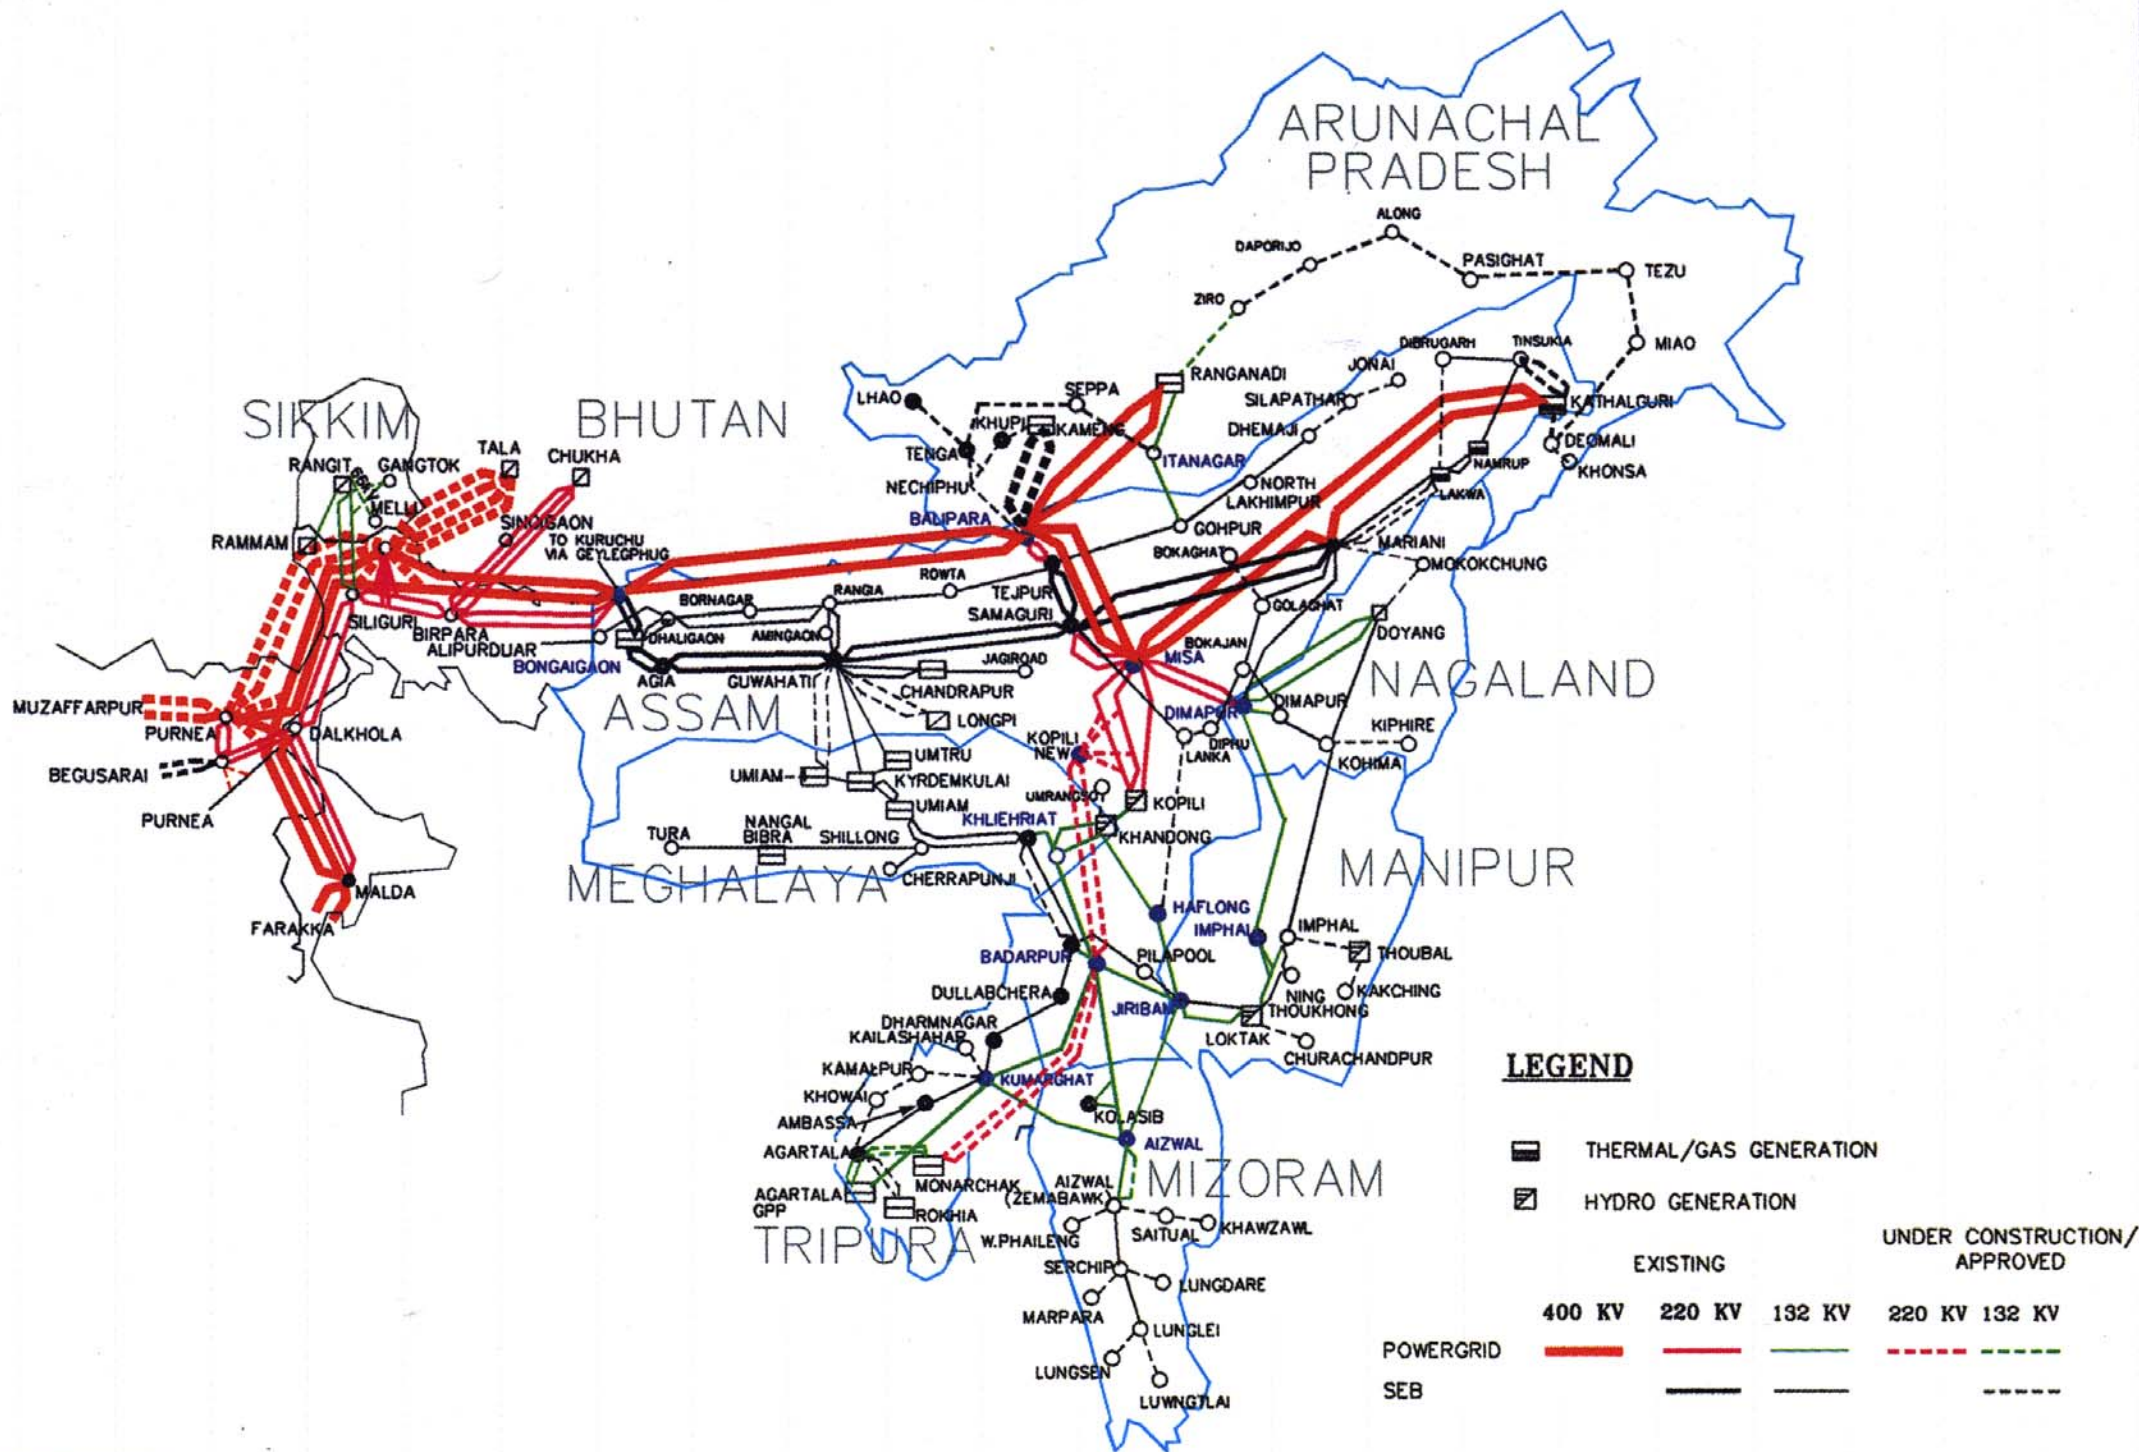 ARUNACHAL
PRADESH
ALONG
DAPORIJO
PASIGHAT
TEZU
ZIRO
MIAO
DIBRUGARH
TINSUKIA
JONAI
RANGANADI
SEPPA
LHAO
SILAPATHAR
KATHALGURI
KHUPI
KAMENG
DHEMAJI
DEOMALI
SIKKIM
BHUTAN
TALA
CHUKHA
TENGA
ITANAGAR
NAMRUP
KHONSA
RANGIT
66KV
GANGTOK
NECHIPHU
NORTH
LAKHIMPUR
LAKWA
MELLI
BALIPARA
GOHPUR
SINGIGAON
TO KURUCHU
VIA GEYLEGPHUG
RAMMAM
BOKAGHAT
MARIANI
MOKOKCHUNG
ROWTA
RANGIA
TEJPUR
BORNAGAR
SAMAGURI
GOLAGHAT
SILIGURI
BIRPARA
ALIPURDUAR
DHALIGAON
AMINGAON
DOYANG
BOKAJAN
BONGAIGAON
AGIA
GUWAHATI
JAGIROAD
MISA
CHANDRAPUR
NAGALAND
ASSAM
MUZAFFARPUR
PURNEA
DALKHOLA
LONGPI
DIMAPUR
DIMAPUR
KIPHIRE
KOPILI
NEW
DIPHU
LANKA
KOHIMA
BEGUSARAI
UMTRU
UMIAM
KYRDEMKULAI
UMRANGSOY
KOPILI
PURNEA
UMIAM
KHLIEHRIAT
KHANDONG
TURA
NANGAL
BIBRA
SHILLONG
MEGHALAYA
CHERRAPUNJI
MANIPUR
MALDA
FARAKKA
HAFLONG
IMPHAL
IMPHAL
THOUBAL
BADARPUR
PILAPOOL
KAKCHING
DULLABCHERA
NING
THOUKHONG
JIRIBAM
LOKTAK
CHURACHANDPUR
DHARMNAGAR
KAILASHAHAR
KAMALPUR
KUMARGHAT
KHOWAI
AMBASSA
KOLASIB
AGARTALA
AIZWAL
MONARCHAK
AIZWAL
(ZEMABAWK)
MIZORAM
AGARTALA
GPP
ROKHIA
TRIPURA
W.PHAILENG
SAITUAL
KHAWZAWL
SERCHIP
LUNGDARE
MARPARA
LUNGLEI
LUNGSEN
LUWNGTLAI
LEGEND
THERMAL/GAS GENERATION
HYDRO GENERATION
EXISTING
UNDER CONSTRUCTION/
APPROVED
400 KV 220 KV 132 KV 220 KV 132 KV
POWERGRID
SEB